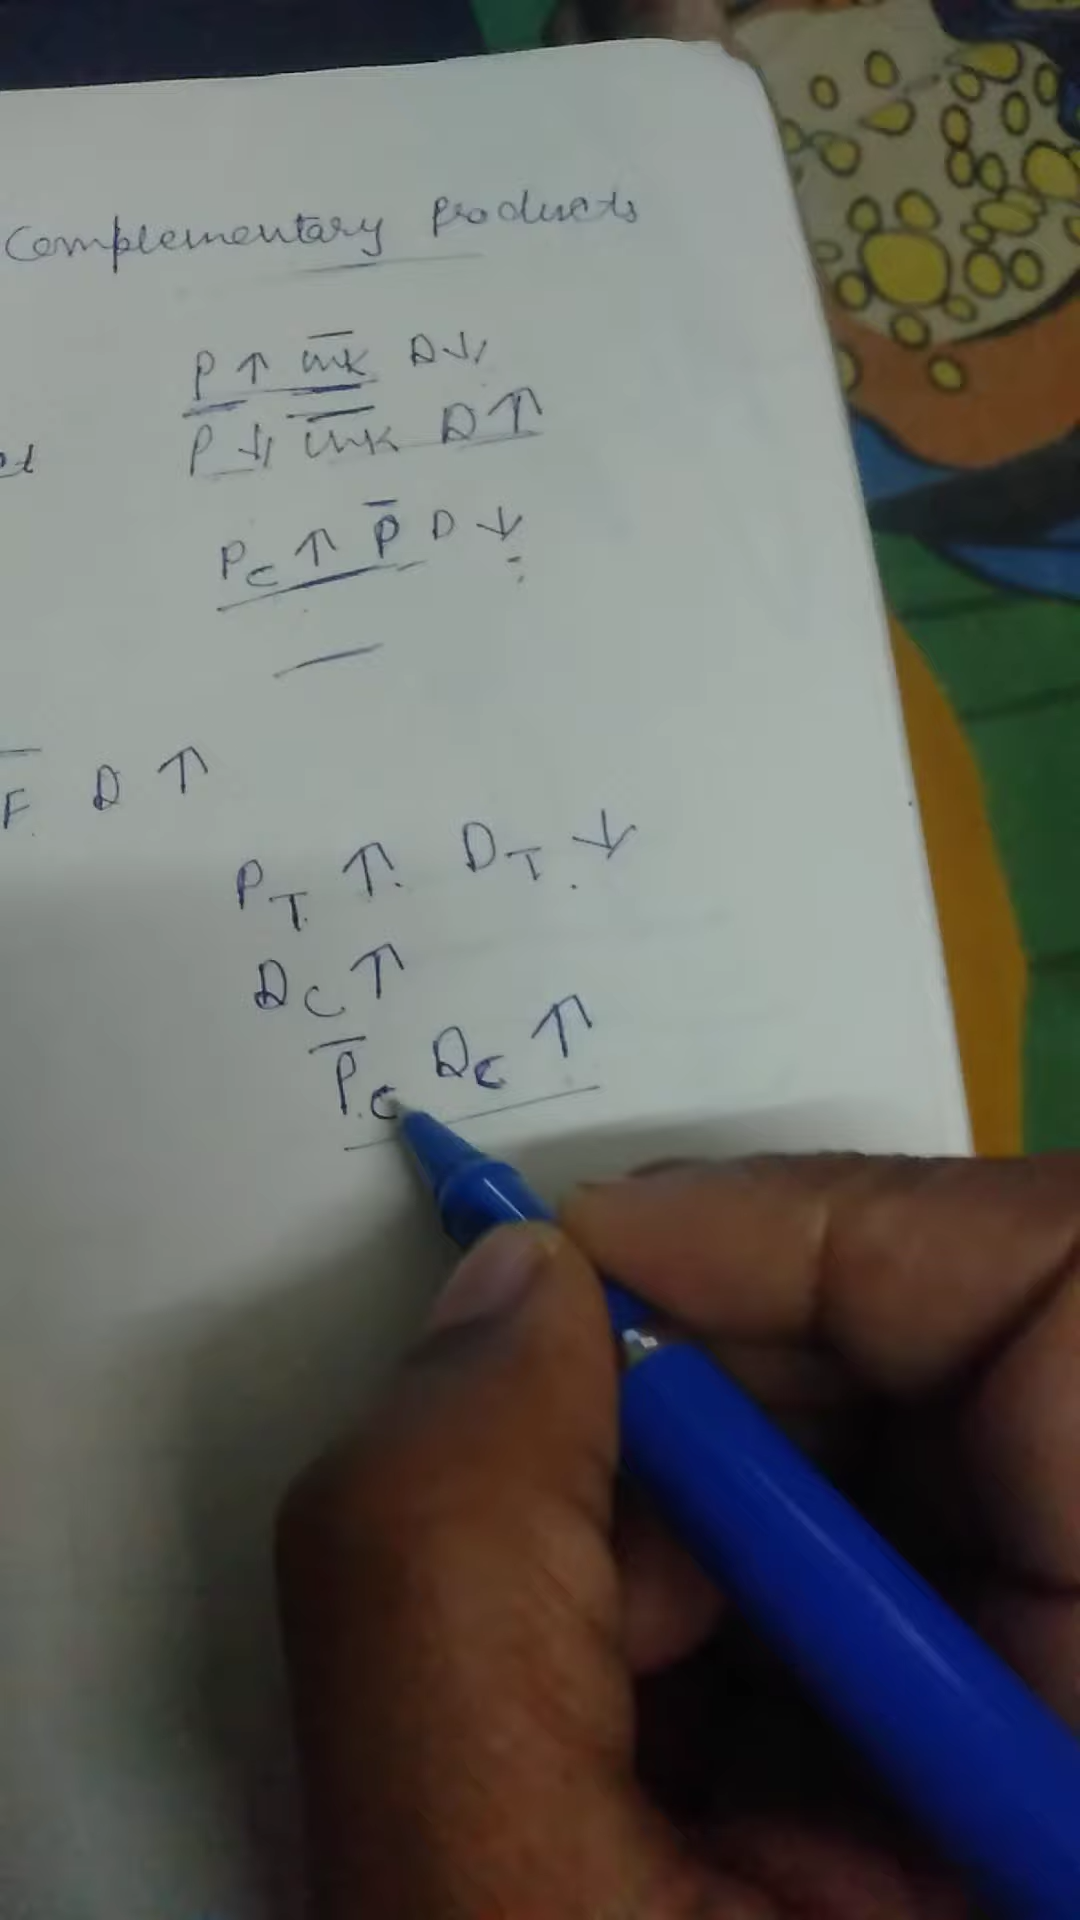 Complementary products
P ↑ ink D↓
P ↓ ink D ↑
Pc ↑ P D ↓
F D ↑
PT ↑ DT ↓
Dc ↑
Pc Dc ↑